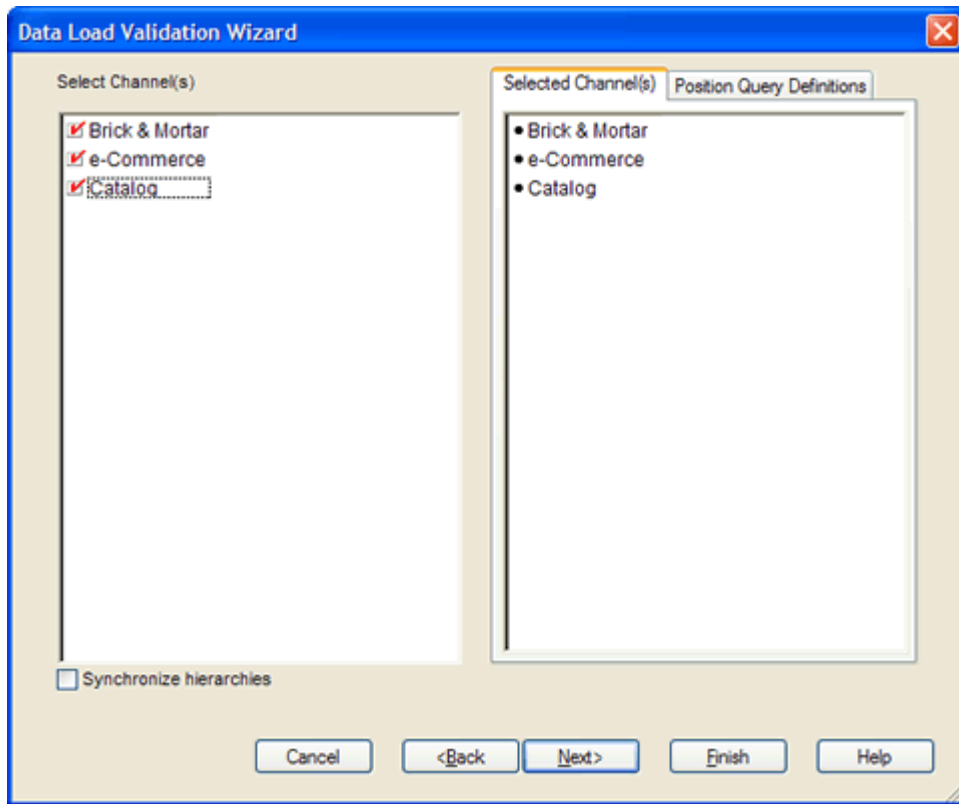 Data Load Validation Wizard
Select Channel(s)
Selected Channel(s) Position Query Definitions
Brick & Mortar
e-Commerce
Catalog
• Brick & Mortar
• e-Commerce
• Catalog
Synchronize hierarchies
Cancel <Back Next> Finish Help